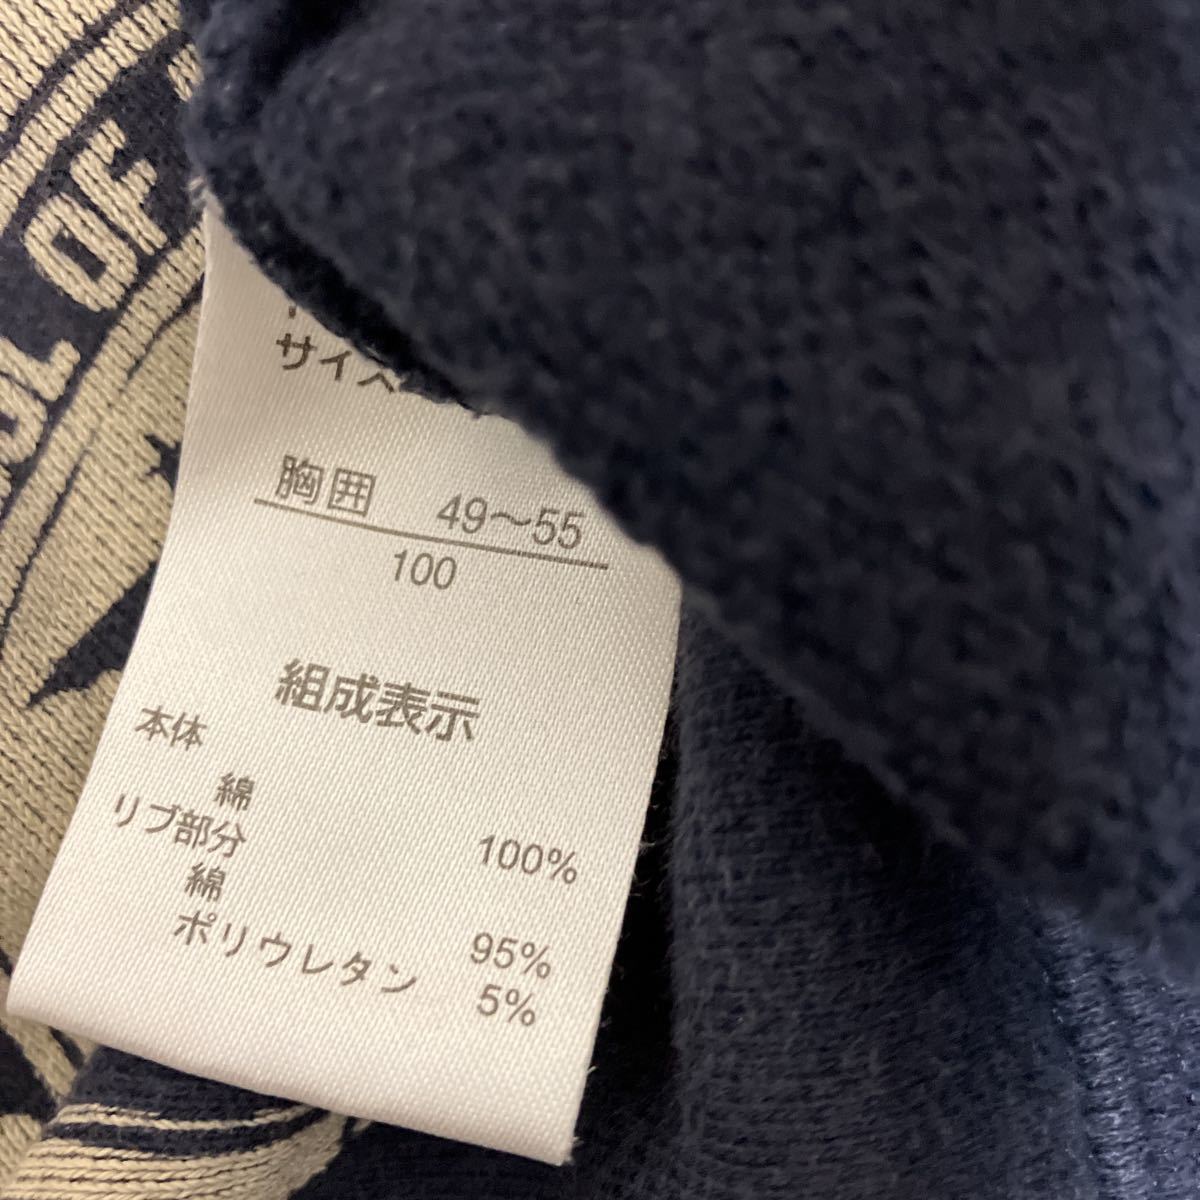 OF
サイズ
胸囲 49～55
100
組成表示
本体
綿 100%
リブ部分
綿 95%
ポリウレタン 5%